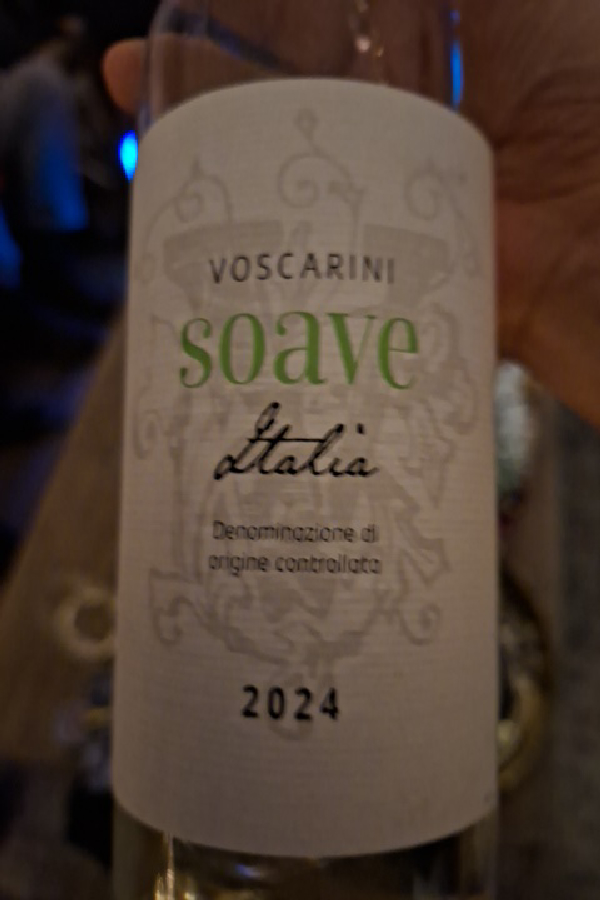 VOSCARINI
soave
Italia
Denominazione di
origine controllata
2024